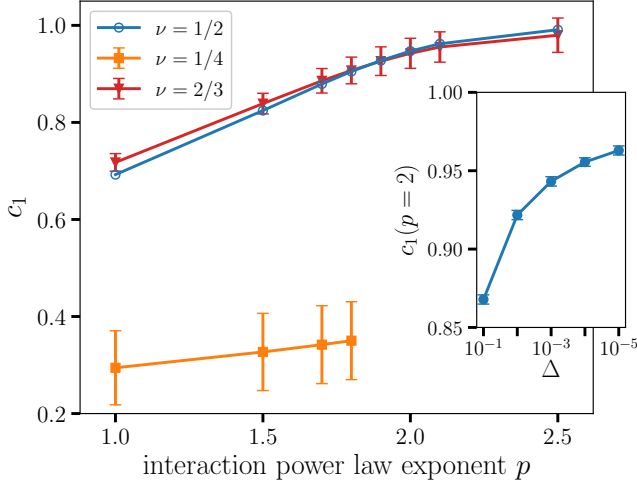 1.0
0.8
0.6
0.4
0.2
c₁
ν = 1/2
ν = 1/4
ν = 2/3
1.00
0.95
0.90
0.85
c₁(p = 2)
10⁻¹ 10⁻³ 10⁻⁵
Δ
1.0 1.5 2.0 2.5
interaction power law exponent p